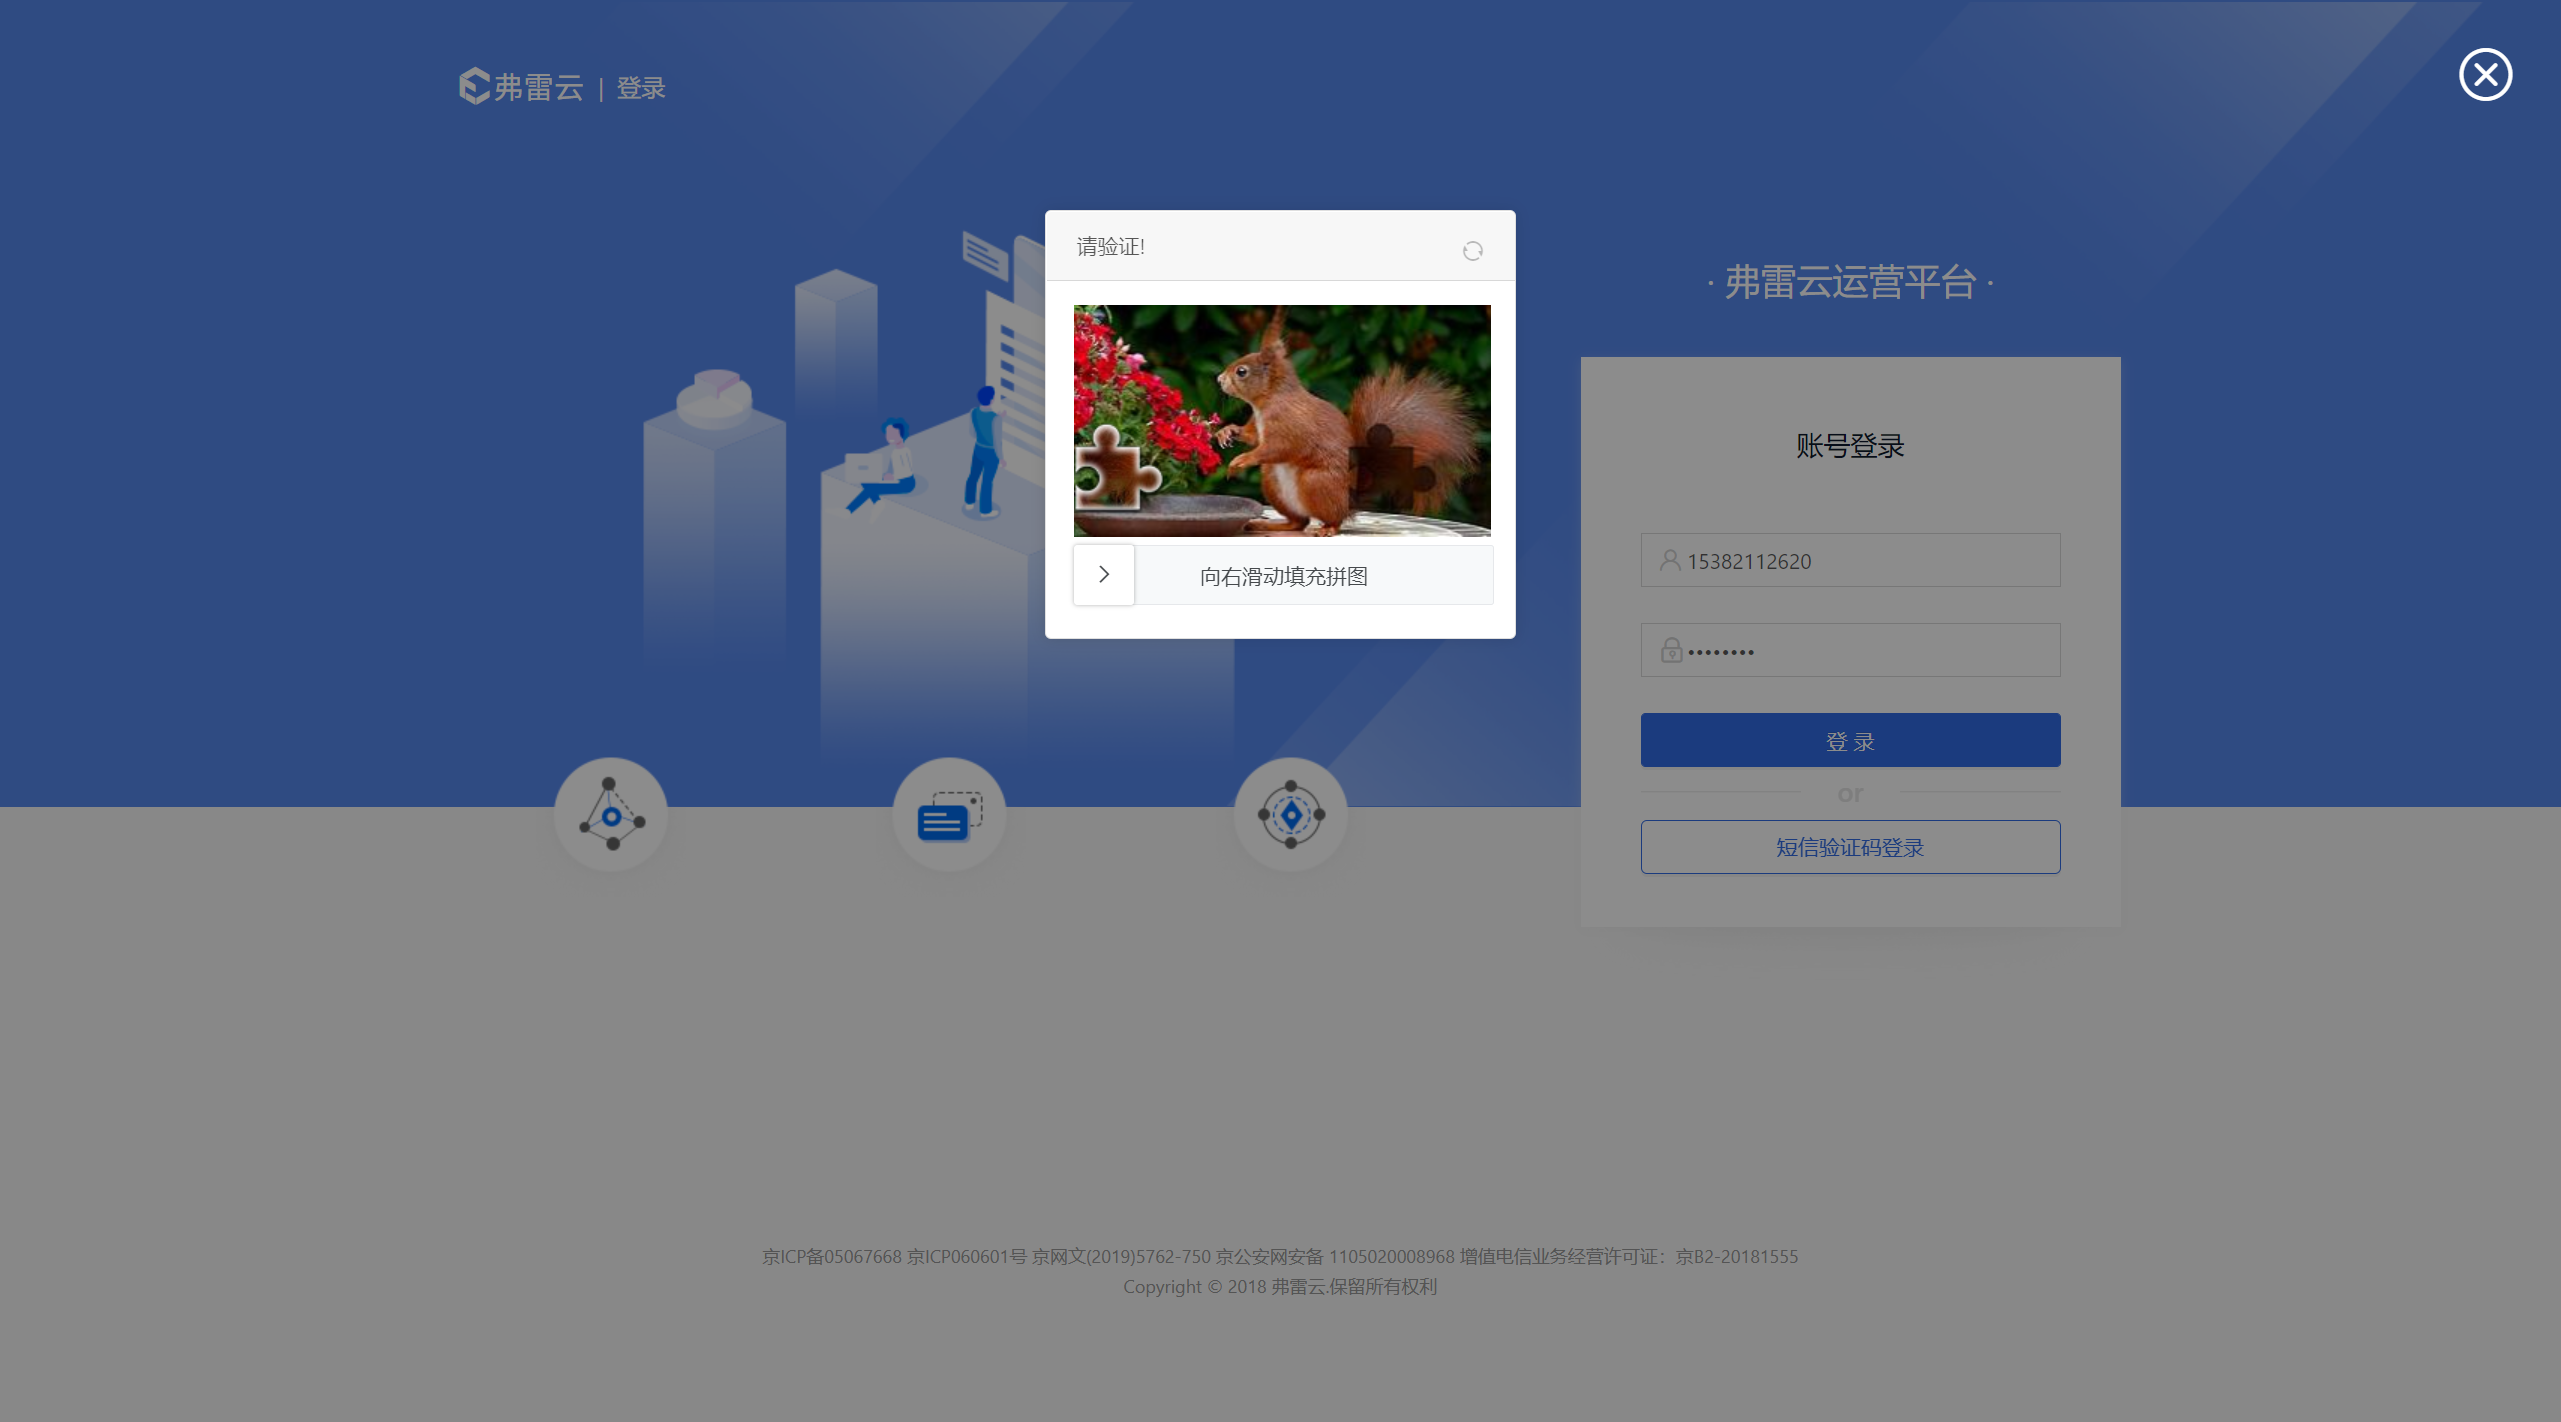 弗雷云 | 登录
请验证!
向右滑动填充拼图
· 弗雷云运营平台 ·
账号登录
15382112620
••••••••
登 录
or
短信验证码登录
京ICP备05067668 京ICP060601号 京网文(2019)5762-750 京公安网安备 1105020008968 增值电信业务经营许可证：京B2-20181555
Copyright © 2018 弗雷云.保留所有权利